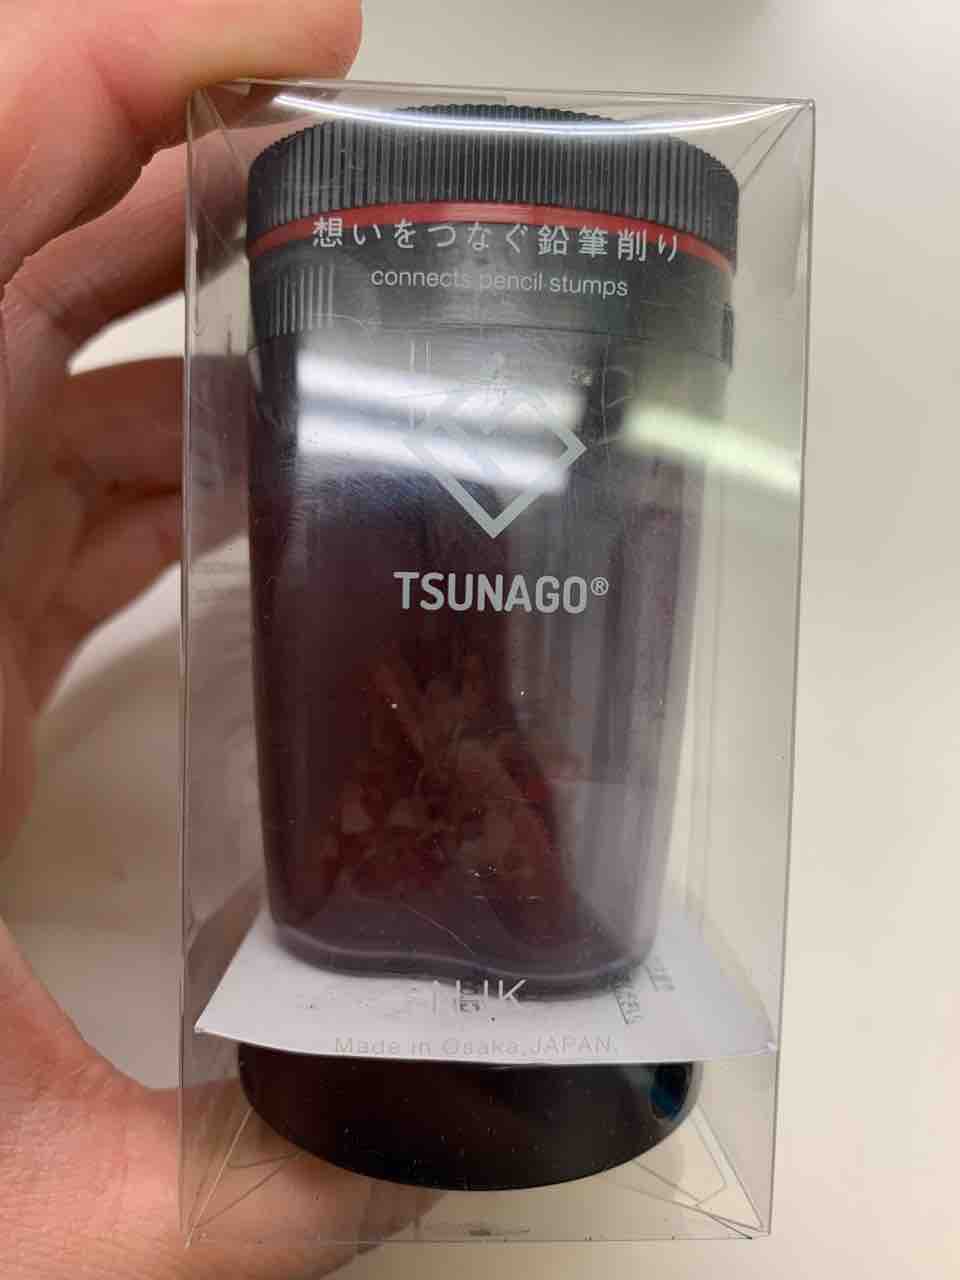 想いをつなぐ鉛筆削り
connects pencil stumps
TSUNAGO®
Made in Osaka,JAPAN.